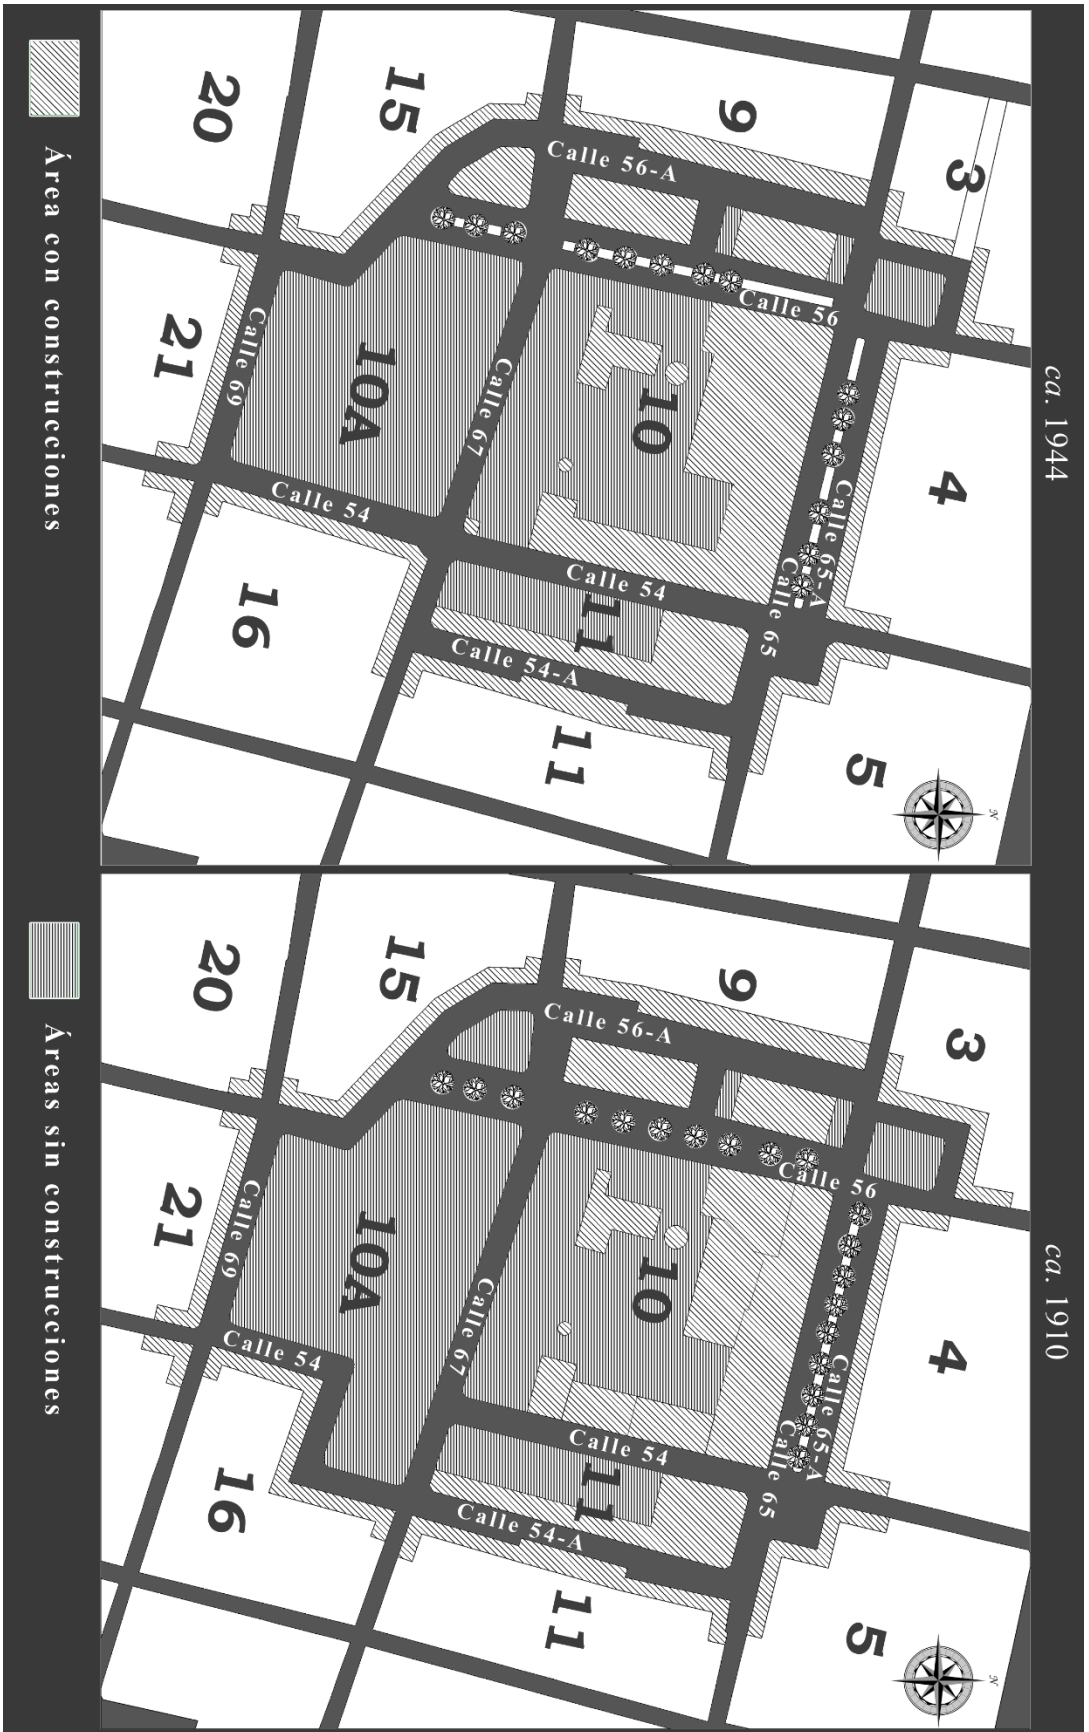 ca. 1944
20
15
9
3
21
10A
10
4
16
11
11
5
Calle 56-A
Calle 56
Calle 69
Calle 67
Calle 54
Calle 54
Calle 54-A
Calle 65-A
Calle 65
N
Área con construcciones
ca. 1910
20
15
9
3
21
10A
10
4
16
11
11
5
Calle 56-A
Calle 56
Calle 69
Calle 67
Calle 54
Calle 54
Calle 54-A
Calle 65-A
Calle 65
N
Áreas sin construcciones